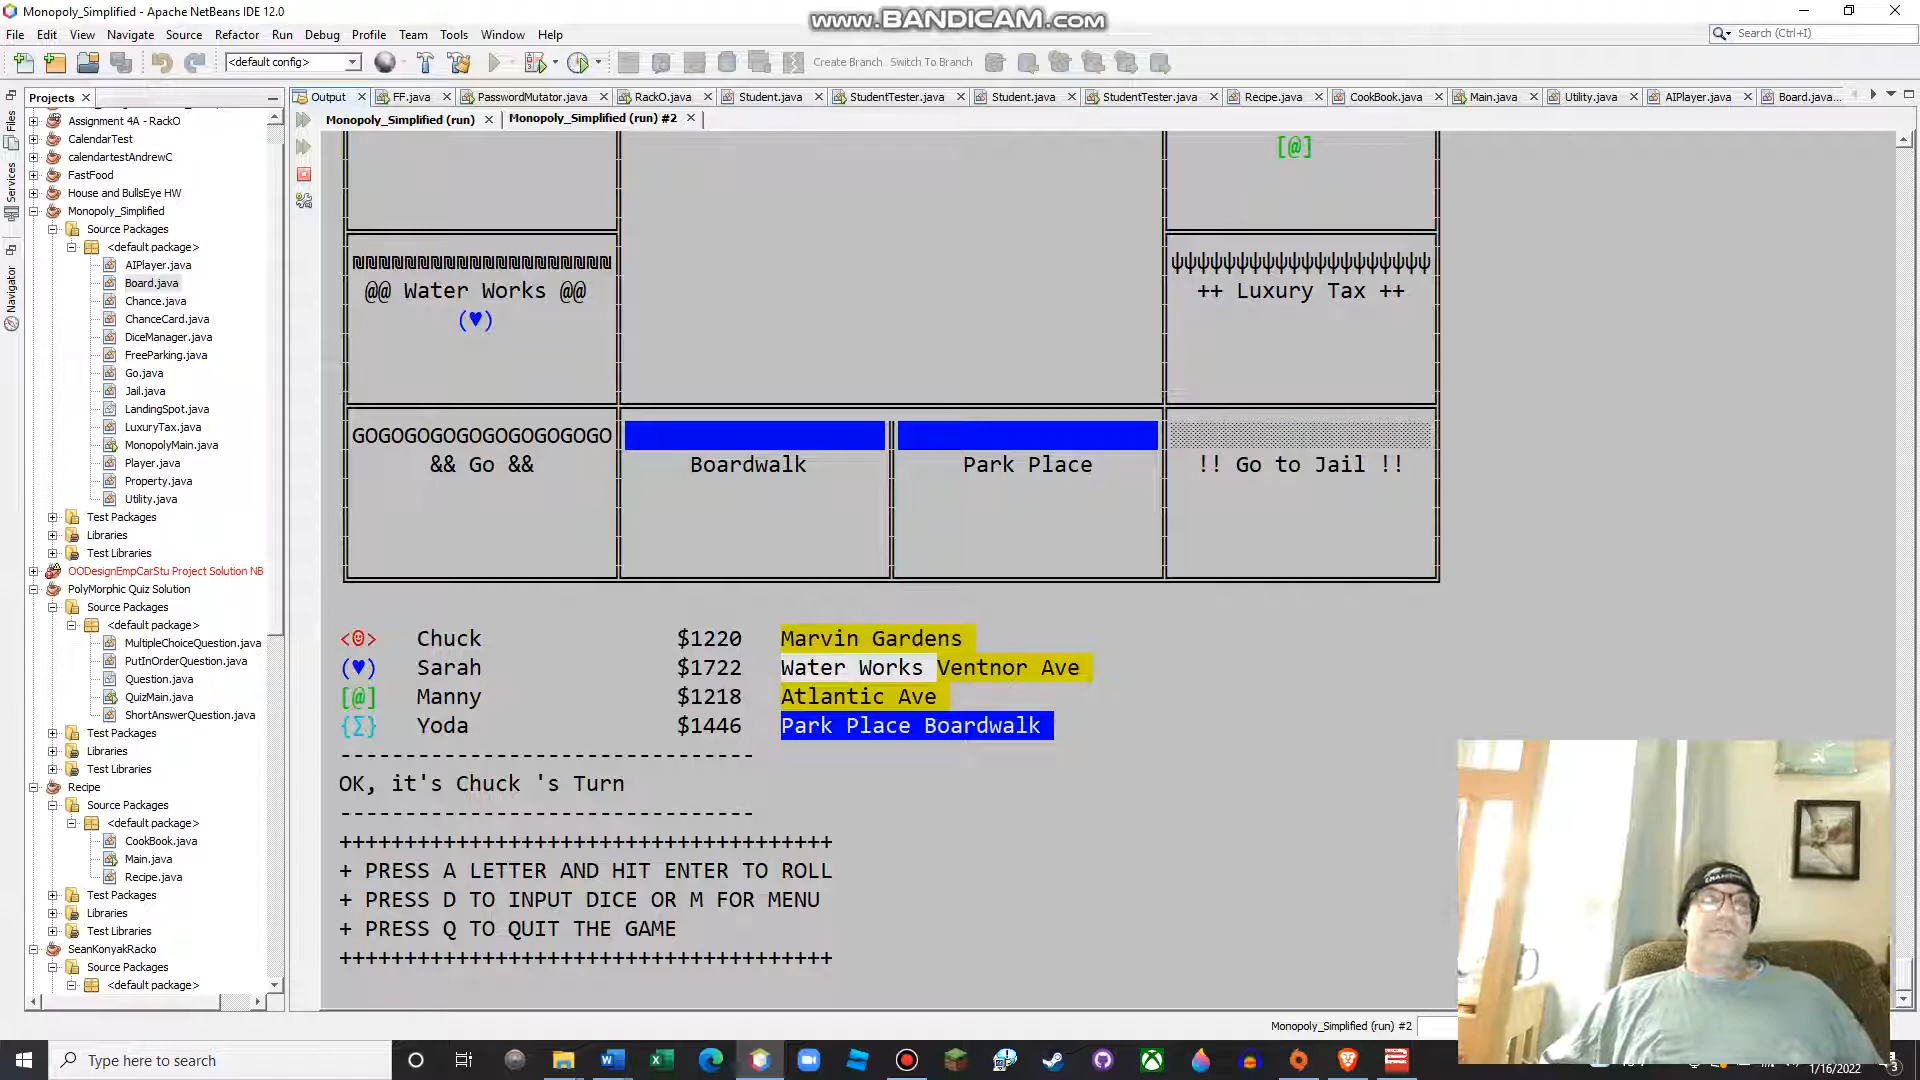 Monopoly_Simplified - Apache NetBeans IDE 12.0
www.BANDICAM.com
File Edit View Navigate Source Refactor Run Debug Profile Team Tools Window Help
Search (Ctrl+I)
<default config>
Create Branch Switch To Branch
Projects
Output FF.java PasswordMutator.java RackO.java Student.java StudentTester.java Student.java StudentTester.java Recipe.java CookBook.java Main.java Utility.java AIPlayer.java Board.java...
Monopoly_Simplified (run) Monopoly_Simplified (run) #2
Files
Services
Navigator
Assignment 4A - RackO
CalendarTest
calendartestAndrewC
FastFood
House and BullsEye HW
Monopoly_Simplified
Source Packages
<default package>
AIPlayer.java
Board.java
Chance.java
ChanceCard.java
DiceManager.java
FreeParking.java
Go.java
Jail.java
LandingSpot.java
LuxuryTax.java
MonopolyMain.java
Player.java
Property.java
Utility.java
Test Packages
Libraries
Test Libraries
OODesignEmpCarStu Project Solution NB
PolyMorphic Quiz Solution
Source Packages
<default package>
MultipleChoiceQuestion.java
PutInOrderQuestion.java
Question.java
QuizMain.java
ShortAnswerQuestion.java
Test Packages
Libraries
Test Libraries
Recipe
Source Packages
<default package>
CookBook.java
Main.java
Recipe.java
Test Packages
Libraries
Test Libraries
SeanKonyakRacko
Source Packages
<default package>
[@]
₪₪₪₪₪₪₪₪₪₪₪₪₪₪₪₪₪₪₪₪ ψψψψψψψψψψψψψψψψψψψψ
@@ Water Works @@ ++ Luxury Tax ++
(♥)
GOGOGOGOGOGOGOGOGOGO
&& Go && Boardwalk Park Place !! Go to Jail !!
<☺> Chuck $1220 Marvin Gardens
(♥) Sarah $1722 Water Works Ventnor Ave
[@] Manny $1218 Atlantic Ave
{Σ} Yoda $1446 Park Place Boardwalk
--------------------------------
OK, it's Chuck 's Turn
--------------------------------
++++++++++++++++++++++++++++++++++++++
+ PRESS A LETTER AND HIT ENTER TO ROLL
+ PRESS D TO INPUT DICE OR M FOR MENU
+ PRESS Q TO QUIT THE GAME
++++++++++++++++++++++++++++++++++++++
Monopoly_Simplified (run) #2
Type here to search
1/16/2022
3